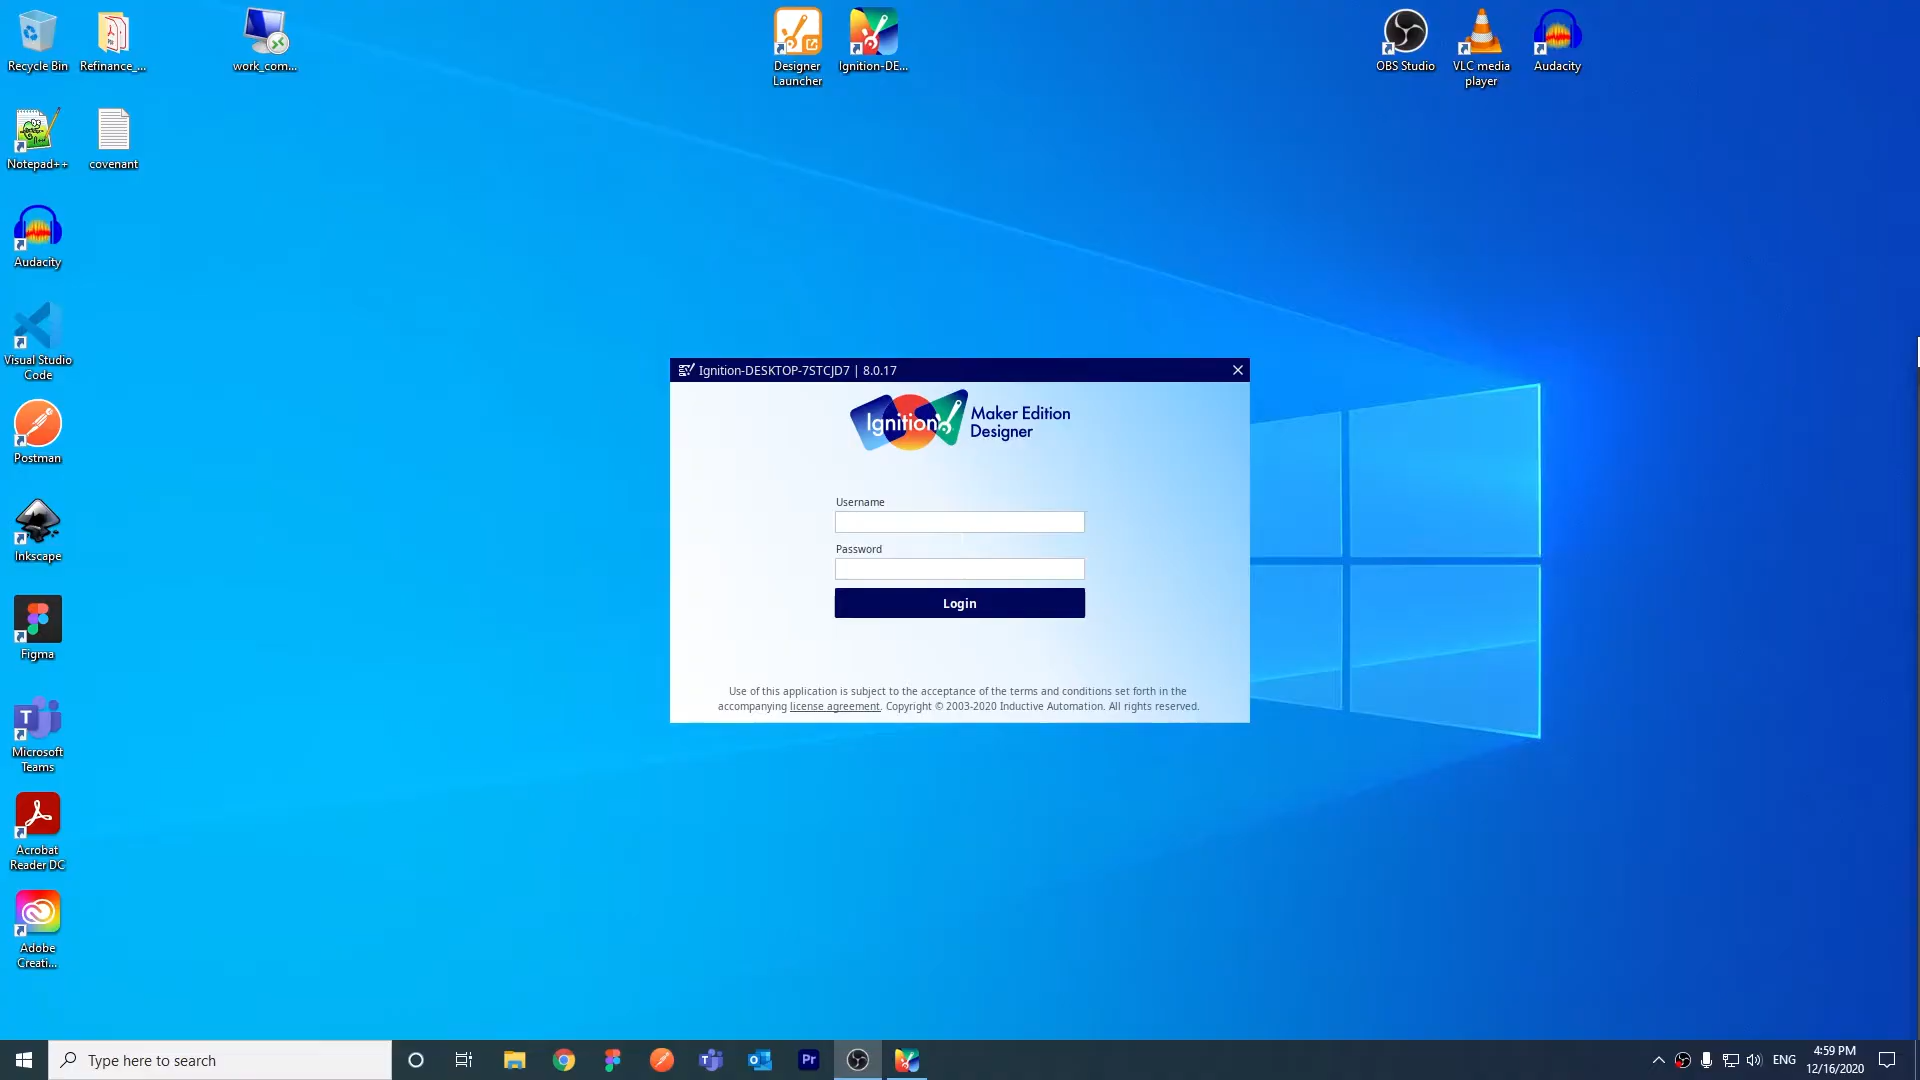 Recycle Bin
Refinance_...
work_com...
Designer
Launcher
Ignition-DE...
OBS Studio
VLC media
player
Audacity
Notepad++
covenant
Audacity
Visual Studio
Code
Postman
Inkscape
Figma
Microsoft
Teams
Acrobat
Reader DC
Adobe
Creati...
Ignition-DESKTOP-7STCJD7 | 8.0.17
Ignition
Maker Edition
Designer
Username
Password
Login
Use of this application is subject to the acceptance of the terms and conditions set forth in the
accompanying license agreement. Copyright © 2003-2020 Inductive Automation. All rights reserved.
Type here to search
Pr
ENG
4:59 PM
12/16/2020